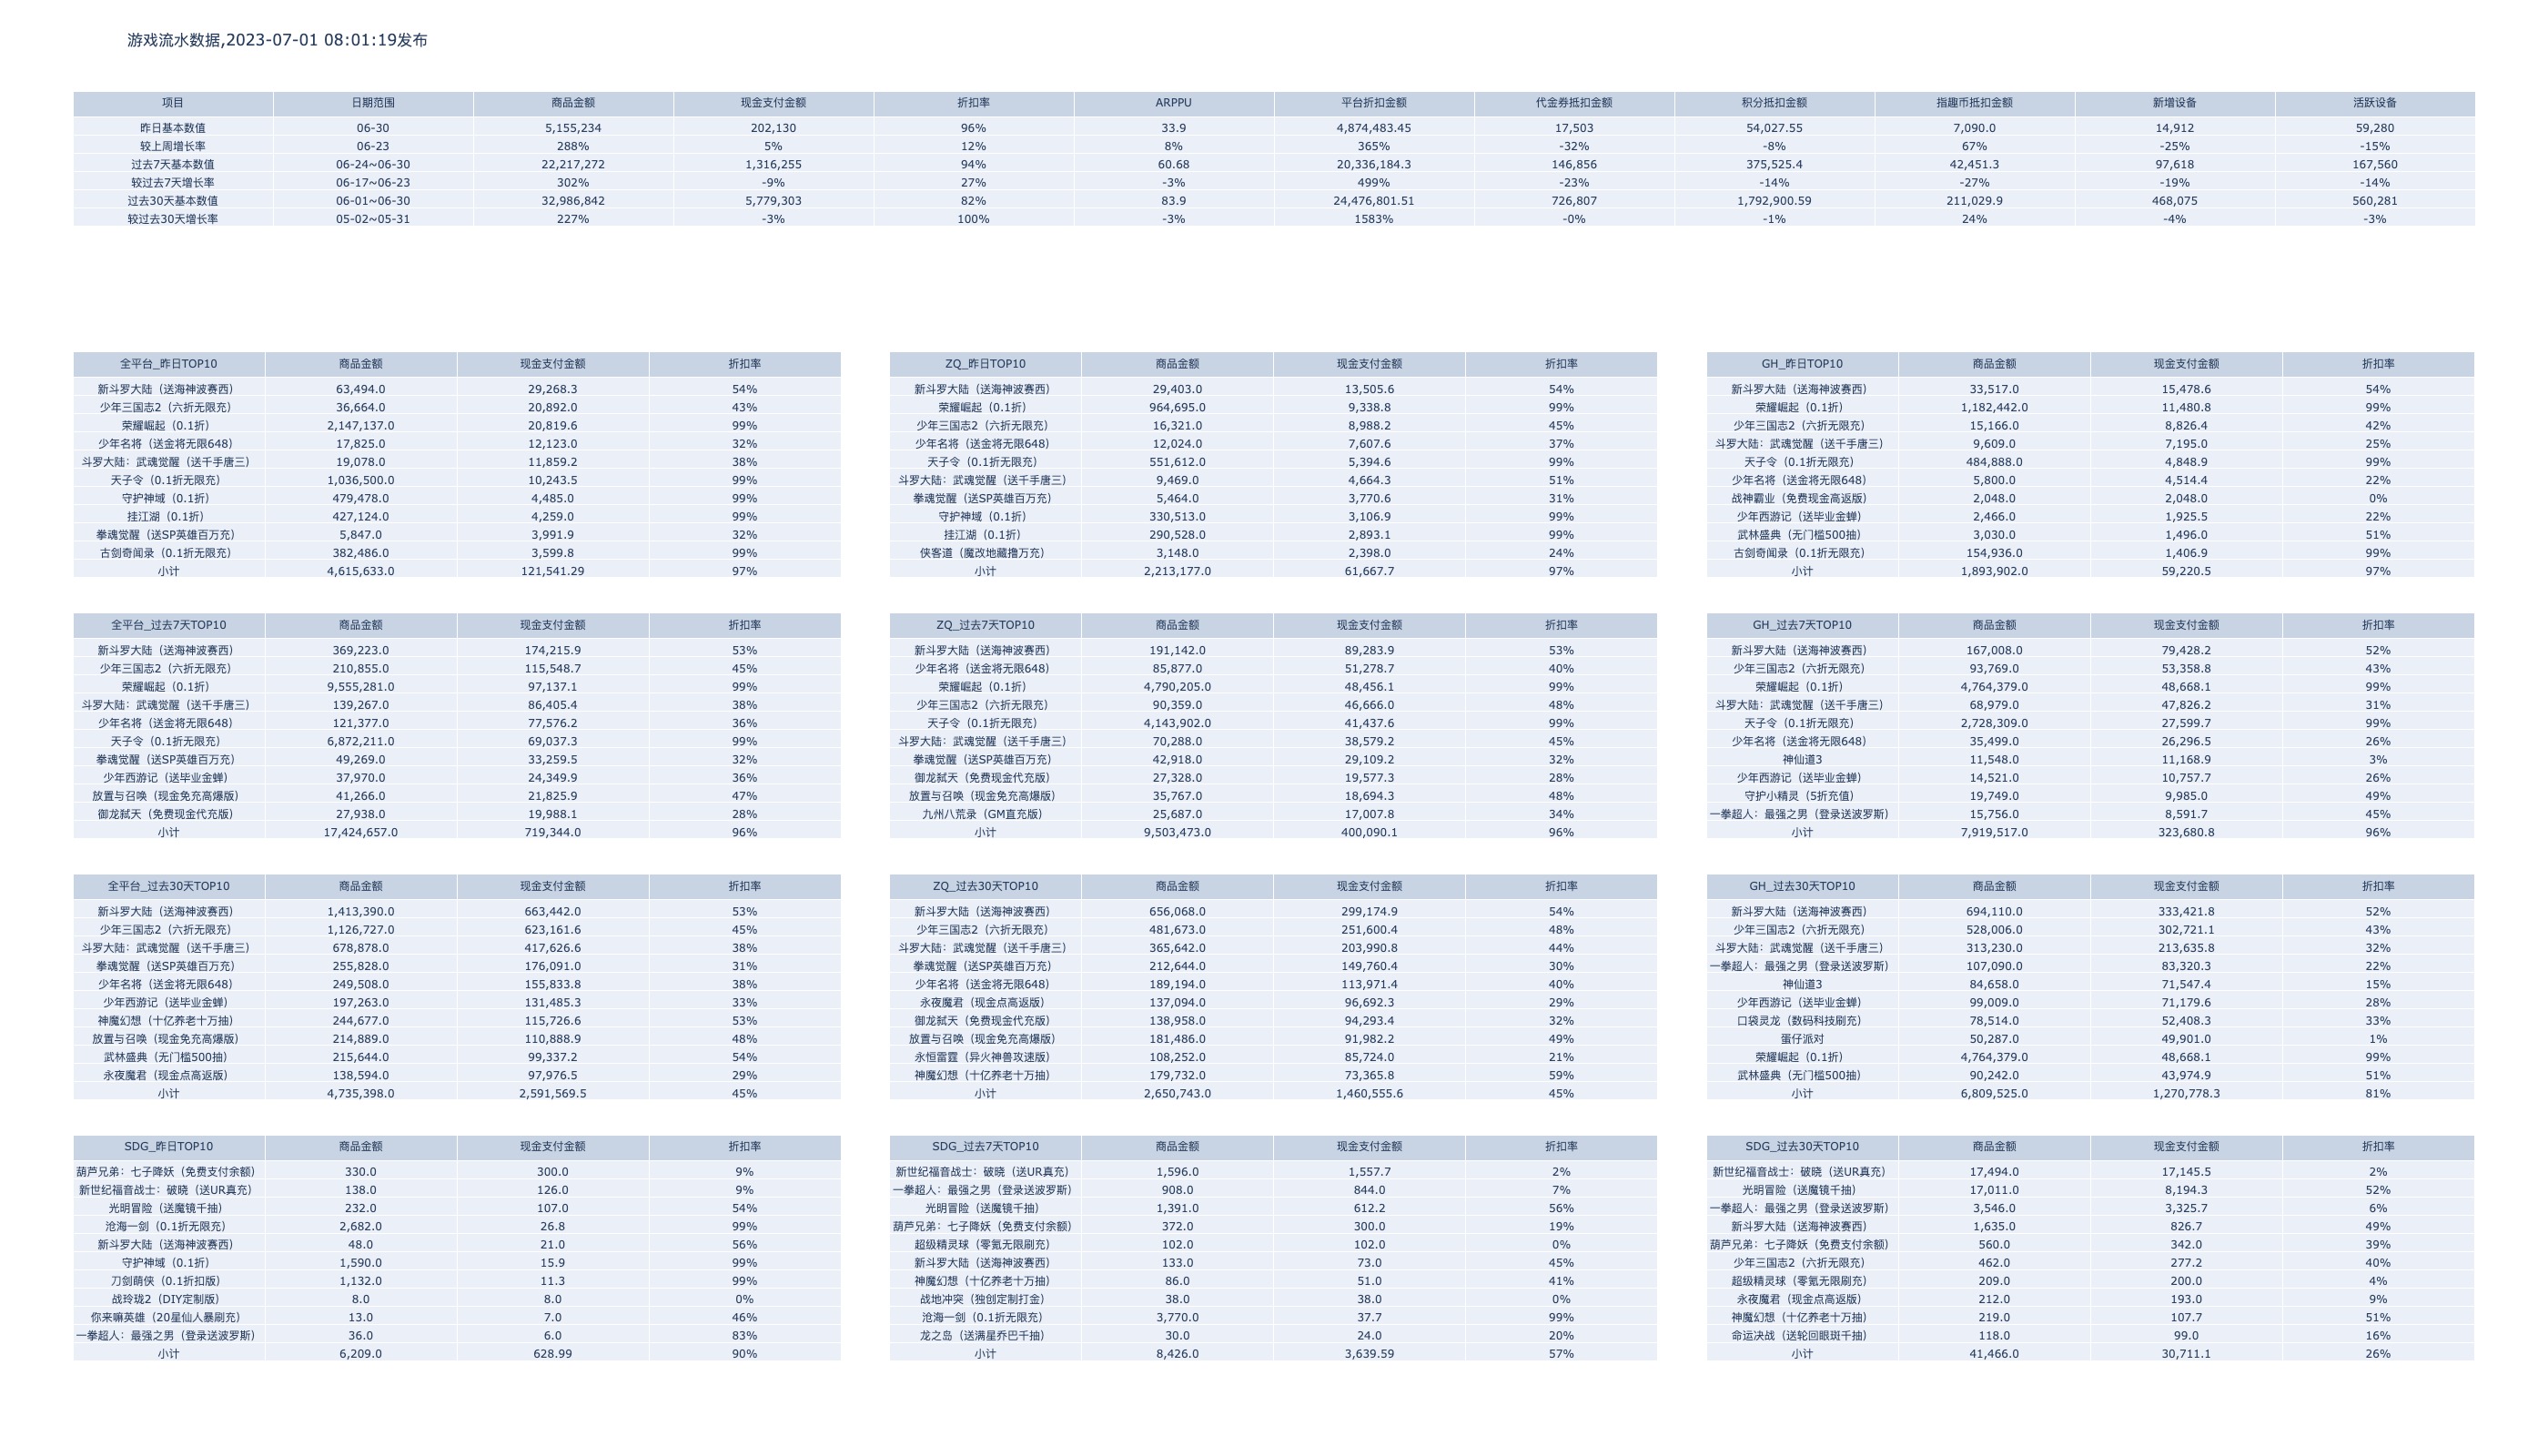 游戏流水数据,2023-07-01 08:01:19发布
项目 日期范围 商品金额 现金支付金额 折扣率 ARPPU 平台折扣金额 代金券抵扣金额 积分抵扣金额 指趣币抵扣金额 新增设备 活跃设备
昨日基本数值 06-30 5,155,234 202,130 96% 33.9 4,874,483.45 17,503 54,027.55 7,090.0 14,912 59,280
较上周增长率 06-23 288% 5% 12% 8% 365% -32% -8% 67% -25% -15%
过去7天基本数值 06-24~06-30 22,217,272 1,316,255 94% 60.68 20,336,184.3 146,856 375,525.4 42,451.3 97,618 167,560
较过去7天增长率 06-17~06-23 302% -9% 27% -3% 499% -23% -14% -27% -19% -14%
过去30天基本数值 06-01~06-30 32,986,842 5,779,303 82% 83.9 24,476,801.51 726,807 1,792,900.59 211,029.9 468,075 560,281
较过去30天增长率 05-02~05-31 227% -3% 100% -3% 1583% -0% -1% 24% -4% -3%
全平台_昨日TOP10 商品金额 现金支付金额 折扣率
新斗罗大陆（送海神波赛西） 63,494.0 29,268.3 54%
少年三国志2（六折无限充） 36,664.0 20,892.0 43%
荣耀崛起（0.1折） 2,147,137.0 20,819.6 99%
少年名将（送金将无限648） 17,825.0 12,123.0 32%
斗罗大陆：武魂觉醒（送千手唐三） 19,078.0 11,859.2 38%
天子令（0.1折无限充） 1,036,500.0 10,243.5 99%
守护神域（0.1折） 479,478.0 4,485.0 99%
挂江湖（0.1折） 427,124.0 4,259.0 99%
拳魂觉醒（送SP英雄百万充） 5,847.0 3,991.9 32%
古剑奇闻录（0.1折无限充） 382,486.0 3,599.8 99%
小计 4,615,633.0 121,541.29 97%
ZQ_昨日TOP10 商品金额 现金支付金额 折扣率
新斗罗大陆（送海神波赛西） 29,403.0 13,505.6 54%
荣耀崛起（0.1折） 964,695.0 9,338.8 99%
少年三国志2（六折无限充） 16,321.0 8,988.2 45%
少年名将（送金将无限648） 12,024.0 7,607.6 37%
天子令（0.1折无限充） 551,612.0 5,394.6 99%
斗罗大陆：武魂觉醒（送千手唐三） 9,469.0 4,664.3 51%
拳魂觉醒（送SP英雄百万充） 5,464.0 3,770.6 31%
守护神域（0.1折） 330,513.0 3,106.9 99%
挂江湖（0.1折） 290,528.0 2,893.1 99%
侠客道（魔改地藏撸万充） 3,148.0 2,398.0 24%
小计 2,213,177.0 61,667.7 97%
GH_昨日TOP10 商品金额 现金支付金额 折扣率
新斗罗大陆（送海神波赛西） 33,517.0 15,478.6 54%
荣耀崛起（0.1折） 1,182,442.0 11,480.8 99%
少年三国志2（六折无限充） 15,166.0 8,826.4 42%
斗罗大陆：武魂觉醒（送千手唐三） 9,609.0 7,195.0 25%
天子令（0.1折无限充） 484,888.0 4,848.9 99%
少年名将（送金将无限648） 5,800.0 4,514.4 22%
战神霸业（免费现金高返版） 2,048.0 2,048.0 0%
少年西游记（送毕业金蝉） 2,466.0 1,925.5 22%
武林盛典（无门槛500抽） 3,030.0 1,496.0 51%
古剑奇闻录（0.1折无限充） 154,936.0 1,406.9 99%
小计 1,893,902.0 59,220.5 97%
全平台_过去7天TOP10 商品金额 现金支付金额 折扣率
新斗罗大陆（送海神波赛西） 369,223.0 174,215.9 53%
少年三国志2（六折无限充） 210,855.0 115,548.7 45%
荣耀崛起（0.1折） 9,555,281.0 97,137.1 99%
斗罗大陆：武魂觉醒（送千手唐三） 139,267.0 86,405.4 38%
少年名将（送金将无限648） 121,377.0 77,576.2 36%
天子令（0.1折无限充） 6,872,211.0 69,037.3 99%
拳魂觉醒（送SP英雄百万充） 49,269.0 33,259.5 32%
少年西游记（送毕业金蝉） 37,970.0 24,349.9 36%
放置与召唤（现金免充高爆版） 41,266.0 21,825.9 47%
御龙弑天（免费现金代充版） 27,938.0 19,988.1 28%
小计 17,424,657.0 719,344.0 96%
ZQ_过去7天TOP10 商品金额 现金支付金额 折扣率
新斗罗大陆（送海神波赛西） 191,142.0 89,283.9 53%
少年名将（送金将无限648） 85,877.0 51,278.7 40%
荣耀崛起（0.1折） 4,790,205.0 48,456.1 99%
少年三国志2（六折无限充） 90,359.0 46,666.0 48%
天子令（0.1折无限充） 4,143,902.0 41,437.6 99%
斗罗大陆：武魂觉醒（送千手唐三） 70,288.0 38,579.2 45%
拳魂觉醒（送SP英雄百万充） 42,918.0 29,109.2 32%
御龙弑天（免费现金代充版） 27,328.0 19,577.3 28%
放置与召唤（现金免充高爆版） 35,767.0 18,694.3 48%
九州八荒录（GM直充版） 25,687.0 17,007.8 34%
小计 9,503,473.0 400,090.1 96%
GH_过去7天TOP10 商品金额 现金支付金额 折扣率
新斗罗大陆（送海神波赛西） 167,008.0 79,428.2 52%
少年三国志2（六折无限充） 93,769.0 53,358.8 43%
荣耀崛起（0.1折） 4,764,379.0 48,668.1 99%
斗罗大陆：武魂觉醒（送千手唐三） 68,979.0 47,826.2 31%
天子令（0.1折无限充） 2,728,309.0 27,599.7 99%
少年名将（送金将无限648） 35,499.0 26,296.5 26%
神仙道3 11,548.0 11,168.9 3%
少年西游记（送毕业金蝉） 14,521.0 10,757.7 26%
守护小精灵（5折充值） 19,749.0 9,985.0 49%
一拳超人：最强之男（登录送波罗斯） 15,756.0 8,591.7 45%
小计 7,919,517.0 323,680.8 96%
全平台_过去30天TOP10 商品金额 现金支付金额 折扣率
新斗罗大陆（送海神波赛西） 1,413,390.0 663,442.0 53%
少年三国志2（六折无限充） 1,126,727.0 623,161.6 45%
斗罗大陆：武魂觉醒（送千手唐三） 678,878.0 417,626.6 38%
拳魂觉醒（送SP英雄百万充） 255,828.0 176,091.0 31%
少年名将（送金将无限648） 249,508.0 155,833.8 38%
少年西游记（送毕业金蝉） 197,263.0 131,485.3 33%
神魔幻想（十亿养老十万抽） 244,677.0 115,726.6 53%
放置与召唤（现金免充高爆版） 214,889.0 110,888.9 48%
武林盛典（无门槛500抽） 215,644.0 99,337.2 54%
永夜魔君（现金点高返版） 138,594.0 97,976.5 29%
小计 4,735,398.0 2,591,569.5 45%
ZQ_过去30天TOP10 商品金额 现金支付金额 折扣率
新斗罗大陆（送海神波赛西） 656,068.0 299,174.9 54%
少年三国志2（六折无限充） 481,673.0 251,600.4 48%
斗罗大陆：武魂觉醒（送千手唐三） 365,642.0 203,990.8 44%
拳魂觉醒（送SP英雄百万充） 212,644.0 149,760.4 30%
少年名将（送金将无限648） 189,194.0 113,971.4 40%
永夜魔君（现金点高返版） 137,094.0 96,692.3 29%
御龙弑天（免费现金代充版） 138,958.0 94,293.4 32%
放置与召唤（现金免充高爆版） 181,486.0 91,982.2 49%
永恒雷霆（异火神兽攻速版） 108,252.0 85,724.0 21%
神魔幻想（十亿养老十万抽） 179,732.0 73,365.8 59%
小计 2,650,743.0 1,460,555.6 45%
GH_过去30天TOP10 商品金额 现金支付金额 折扣率
新斗罗大陆（送海神波赛西） 694,110.0 333,421.8 52%
少年三国志2（六折无限充） 528,006.0 302,721.1 43%
斗罗大陆：武魂觉醒（送千手唐三） 313,230.0 213,635.8 32%
一拳超人：最强之男（登录送波罗斯） 107,090.0 83,320.3 22%
神仙道3 84,658.0 71,547.4 15%
少年西游记（送毕业金蝉） 99,009.0 71,179.6 28%
口袋灵龙（数码科技刷充） 78,514.0 52,408.3 33%
蛋仔派对 50,287.0 49,901.0 1%
荣耀崛起（0.1折） 4,764,379.0 48,668.1 99%
武林盛典（无门槛500抽） 90,242.0 43,974.9 51%
小计 6,809,525.0 1,270,778.3 81%
SDG_昨日TOP10 商品金额 现金支付金额 折扣率
葫芦兄弟：七子降妖（免费支付余额） 330.0 300.0 9%
新世纪福音战士：破晓（送UR真充） 138.0 126.0 9%
光明冒险（送魔镜千抽） 232.0 107.0 54%
沧海一剑（0.1折无限充） 2,682.0 26.8 99%
新斗罗大陆（送海神波赛西） 48.0 21.0 56%
守护神域（0.1折） 1,590.0 15.9 99%
刀剑萌侠（0.1折扣版） 1,132.0 11.3 99%
战玲珑2（DIY定制版） 8.0 8.0 0%
你来嘛英雄（20星仙人暴刷充） 13.0 7.0 46%
一拳超人：最强之男（登录送波罗斯） 36.0 6.0 83%
小计 6,209.0 628.99 90%
SDG_过去7天TOP10 商品金额 现金支付金额 折扣率
新世纪福音战士：破晓（送UR真充） 1,596.0 1,557.7 2%
一拳超人：最强之男（登录送波罗斯） 908.0 844.0 7%
光明冒险（送魔镜千抽） 1,391.0 612.2 56%
葫芦兄弟：七子降妖（免费支付余额） 372.0 300.0 19%
超级精灵球（零氪无限刷充） 102.0 102.0 0%
新斗罗大陆（送海神波赛西） 133.0 73.0 45%
神魔幻想（十亿养老十万抽） 86.0 51.0 41%
战地冲突（独创定制打金） 38.0 38.0 0%
沧海一剑（0.1折无限充） 3,770.0 37.7 99%
龙之岛（送满星乔巴千抽） 30.0 24.0 20%
小计 8,426.0 3,639.59 57%
SDG_过去30天TOP10 商品金额 现金支付金额 折扣率
新世纪福音战士：破晓（送UR真充） 17,494.0 17,145.5 2%
光明冒险（送魔镜千抽） 17,011.0 8,194.3 52%
一拳超人：最强之男（登录送波罗斯） 3,546.0 3,325.7 6%
新斗罗大陆（送海神波赛西） 1,635.0 826.7 49%
葫芦兄弟：七子降妖（免费支付余额） 560.0 342.0 39%
少年三国志2（六折无限充） 462.0 277.2 40%
超级精灵球（零氪无限刷充） 209.0 200.0 4%
永夜魔君（现金点高返版） 212.0 193.0 9%
神魔幻想（十亿养老十万抽） 219.0 107.7 51%
命运决战（送轮回眼斑千抽） 118.0 99.0 16%
小计 41,466.0 30,711.1 26%